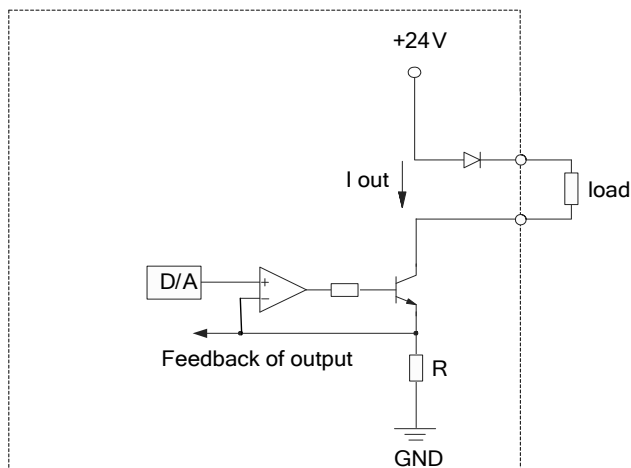 +24V
I out
load
D/A
+
−
Feedback of output
R
GND